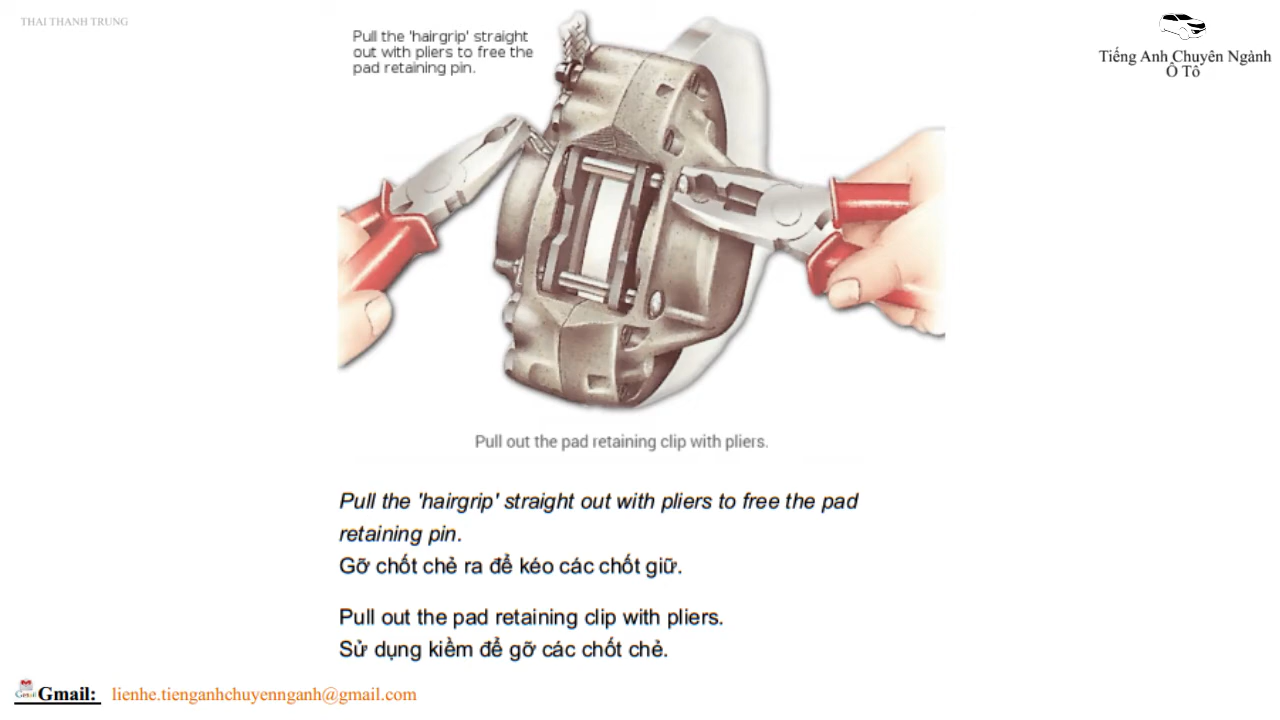 THAI THANH TRUNG
Tiếng Anh Chuyên Ngành
Ô Tô
Pull the 'hairgrip' straight
out with pliers to free the
pad retaining pin.
Pull out the pad retaining clip with pliers.
Pull the 'hairgrip' straight out with pliers to free the pad
retaining pin.
Gỡ chốt chẻ ra để kéo các chốt giữ.
Pull out the pad retaining clip with pliers.
Sử dụng kiềm để gỡ các chốt chẻ.
Gmail: lienhe.tienganhchuyennganh@gmail.com